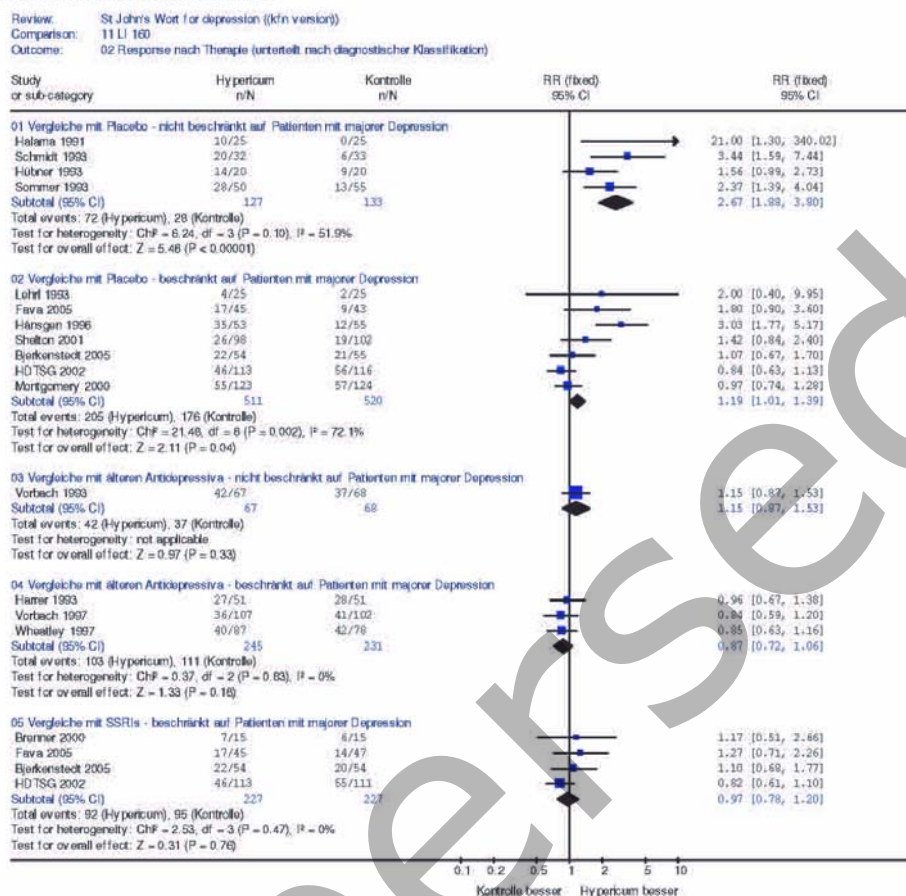 Review: St John's Wort for depression ((kfn version))
Comparison: 11 LI 160
Outcome: 02 Response nach Therapie (unterteilt nach diagnostischer Klassifikation)
Study or sub-category Hypericum n/N Kontrolle n/N RR (fixed) 95% CI RR (fixed) 95% CI
01 Vergleiche mit Placebo - nicht beschränkt auf Patienten mit majorer Depression
Halama 1991 10/25 0/25 21.00 [1.30, 340.02]
Schmidt 1993 20/32 6/33 3.44 [1.59, 7.44]
Hübner 1993 14/20 9/20 1.56 [0.89, 2.73]
Sommer 1993 28/50 13/55 2.37 [1.39, 4.04]
Subtotal (95% CI) 127 133 2.67 [1.88, 3.80]
Total events: 72 (Hypericum), 28 (Kontrolle)
Test for heterogeneity: Chi² = 6.24, df = 3 (P = 0.10), I² = 51.9%
Test for overall effect: Z = 5.46 (P < 0.00001)
02 Vergleiche mit Placebo - beschränkt auf Patienten mit majorer Depression
Lehrl 1993 4/25 2/25 2.00 [0.40, 9.95]
Fava 2005 17/45 9/43 1.80 [0.90, 3.60]
Hänsgen 1996 35/53 12/55 3.03 [1.77, 5.17]
Shelton 2001 26/98 19/102 1.42 [0.84, 2.40]
Bjerkenstedt 2005 22/54 21/55 1.07 [0.67, 1.70]
HDTSG 2002 46/113 56/116 0.84 [0.63, 1.13]
Montgomery 2000 55/123 57/124 0.97 [0.74, 1.28]
Subtotal (95% CI) 511 520 1.19 [1.01, 1.39]
Total events: 205 (Hypericum), 176 (Kontrolle)
Test for heterogeneity: Chi² = 21.48, df = 6 (P = 0.002), I² = 72.1%
Test for overall effect: Z = 2.11 (P = 0.04)
03 Vergleiche mit älteren Antidepressiva - nicht beschränkt auf Patienten mit majorer Depression
Vorbach 1993 42/67 37/68 1.15 [0.87, 1.53]
Subtotal (95% CI) 67 68 1.15 [0.87, 1.53]
Total events: 42 (Hypericum), 37 (Kontrolle)
Test for heterogeneity: not applicable
Test for overall effect: Z = 0.97 (P = 0.33)
04 Vergleiche mit älteren Antidepressiva - beschränkt auf Patienten mit majorer Depression
Harrer 1993 27/51 28/51 0.96 [0.67, 1.38]
Vorbach 1997 36/107 41/102 0.84 [0.59, 1.20]
Wheatley 1997 40/87 42/78 0.85 [0.63, 1.16]
Subtotal (95% CI) 245 231 0.87 [0.72, 1.06]
Total events: 103 (Hypericum), 111 (Kontrolle)
Test for heterogeneity: Chi² = 0.37, df = 2 (P = 0.83), I² = 0%
Test for overall effect: Z = 1.33 (P = 0.18)
05 Vergleiche mit SSRIs - beschränkt auf Patienten mit majorer Depression
Brenner 2000 7/15 6/15 1.17 [0.51, 2.66]
Fava 2005 17/45 14/47 1.27 [0.71, 2.26]
Bjerkenstedt 2005 22/54 20/54 1.10 [0.68, 1.77]
HDTSG 2002 46/113 55/111 0.82 [0.61, 1.10]
Subtotal (95% CI) 227 227 0.97 [0.78, 1.20]
Total events: 92 (Hypericum), 95 (Kontrolle)
Test for heterogeneity: Chi² = 2.53, df = 3 (P = 0.47), I² = 0%
Test for overall effect: Z = 0.31 (P = 0.76)
0.1 0.2 0.5 1 2 5 10
Kontrolle besser Hypericum besser
ersed